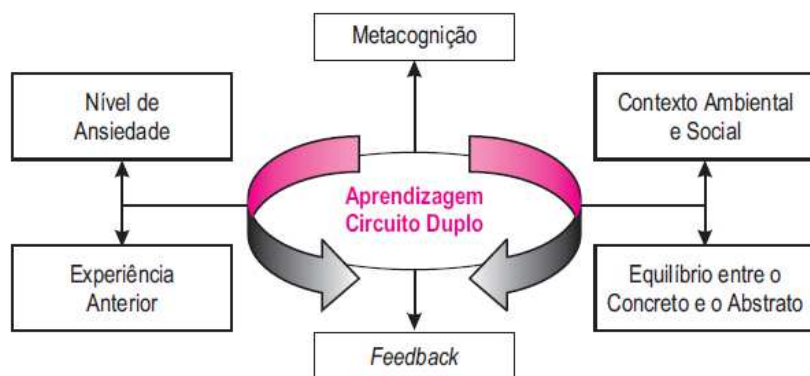 Metacognição
Nível de
Ansiedade
Contexto Ambiental
e Social
Aprendizagem
Circuito Duplo
Experiência
Anterior
Equilíbrio entre o
Concreto e o Abstrato
Feedback